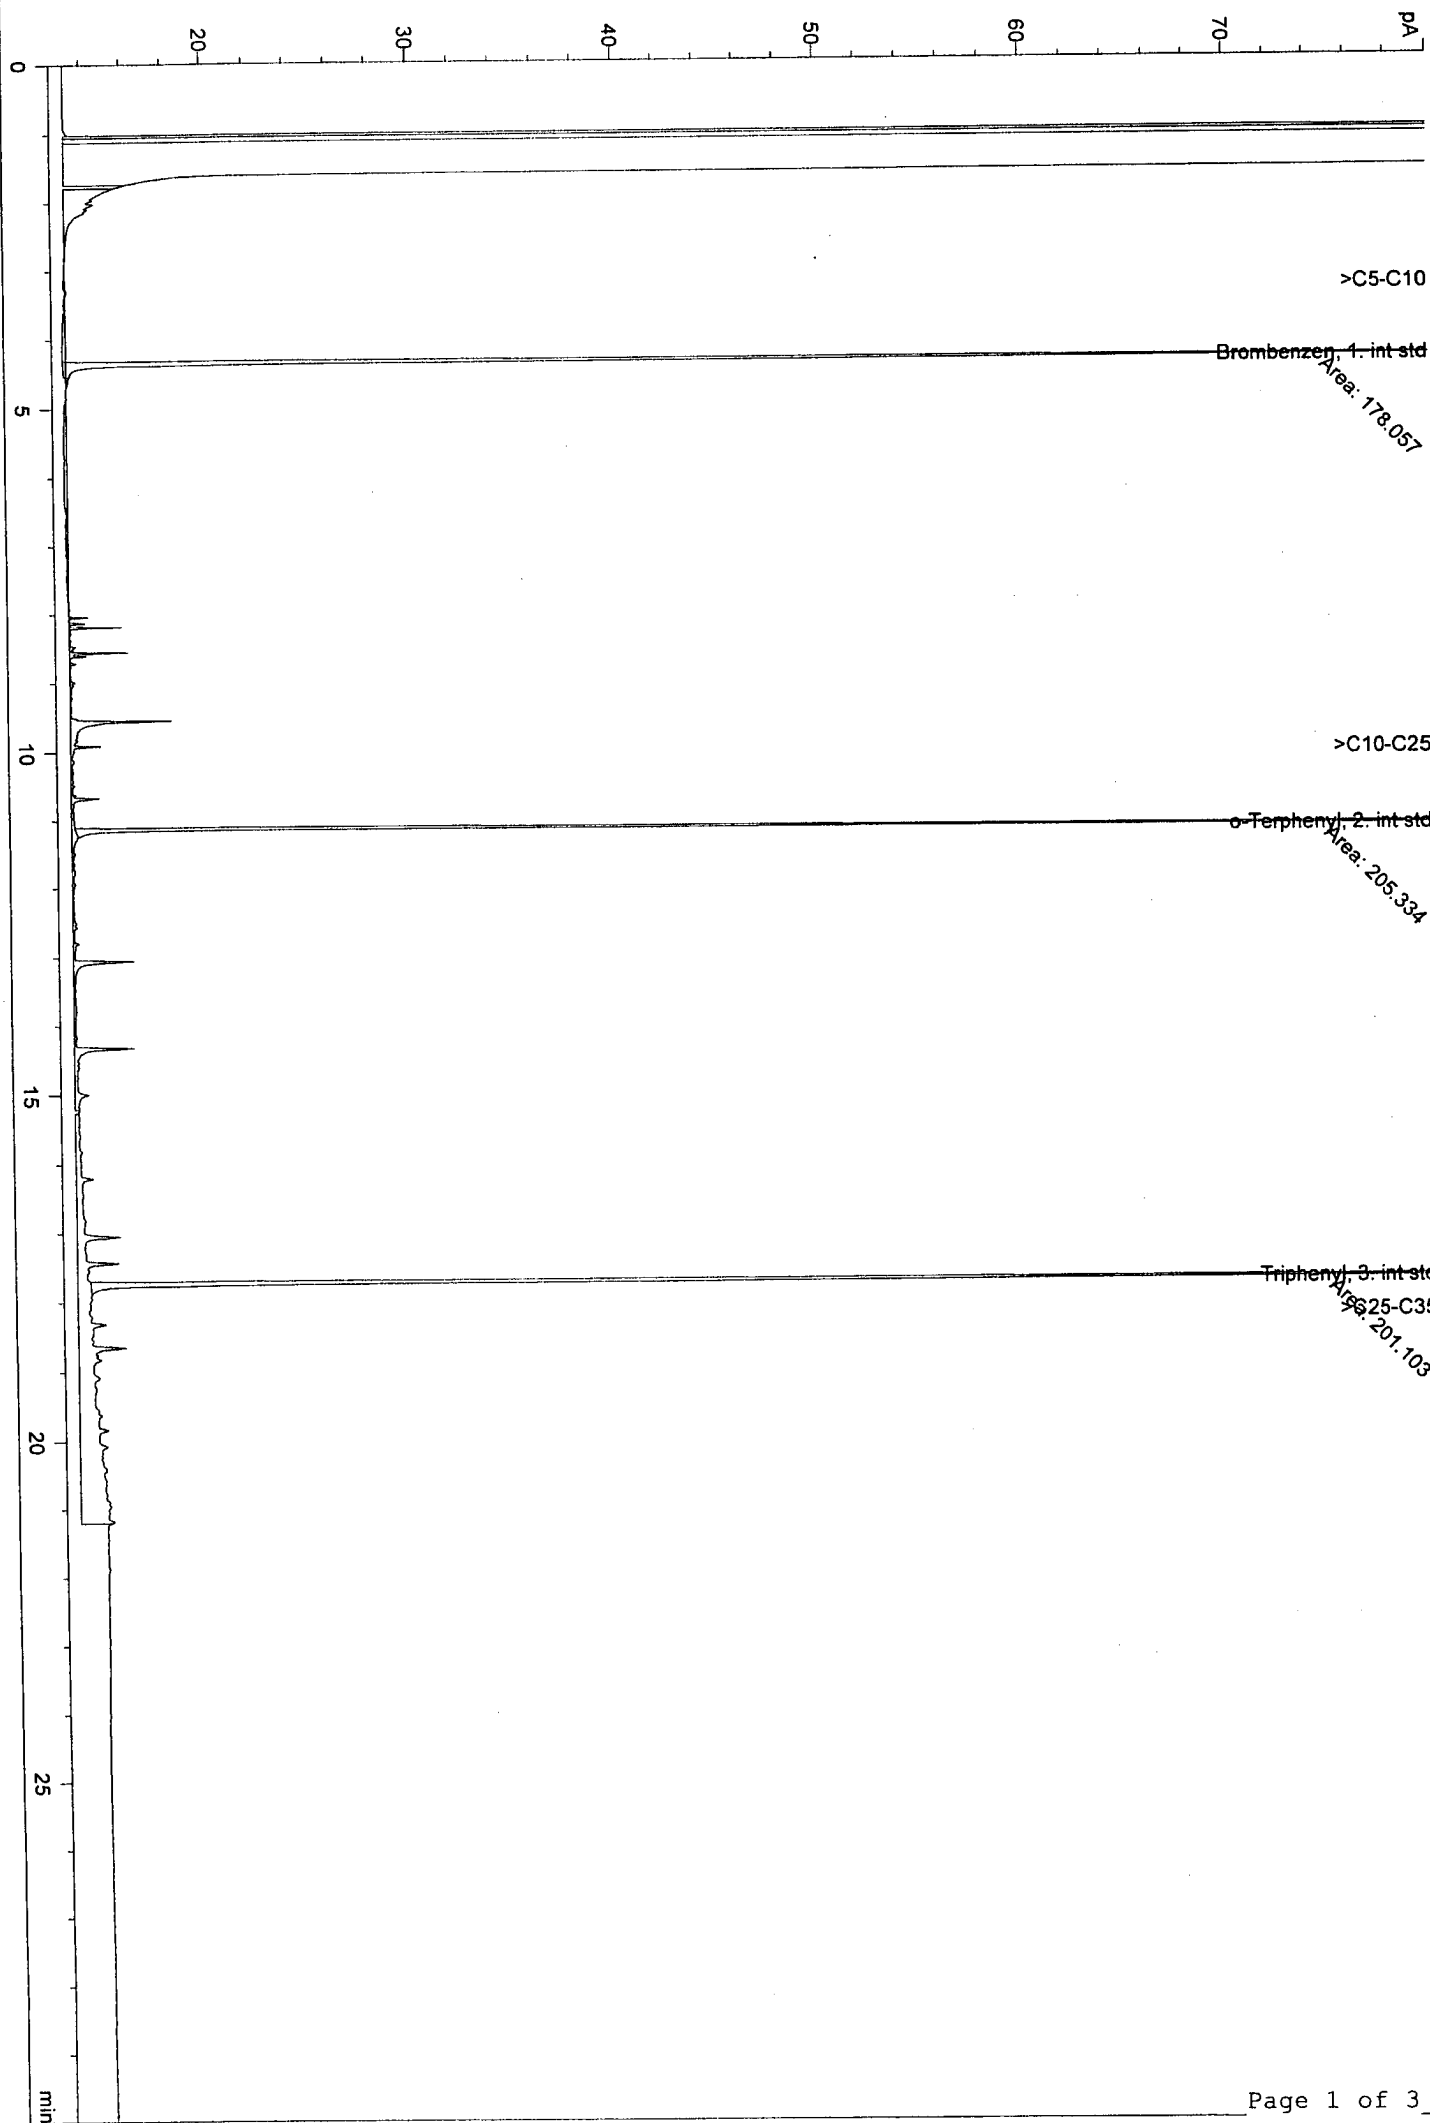 pA
70
60
50
40
30
20
0
>C5-C10
Brombenzen, 1. int std
Area: 178.057
5
>C10-C25
10
o-Terphenyl, 2. int std
Area: 205.334
15
Triphenyl, 3. int std
>C25-C35
Area: 201.103
20
25
min
Page 1 of 3